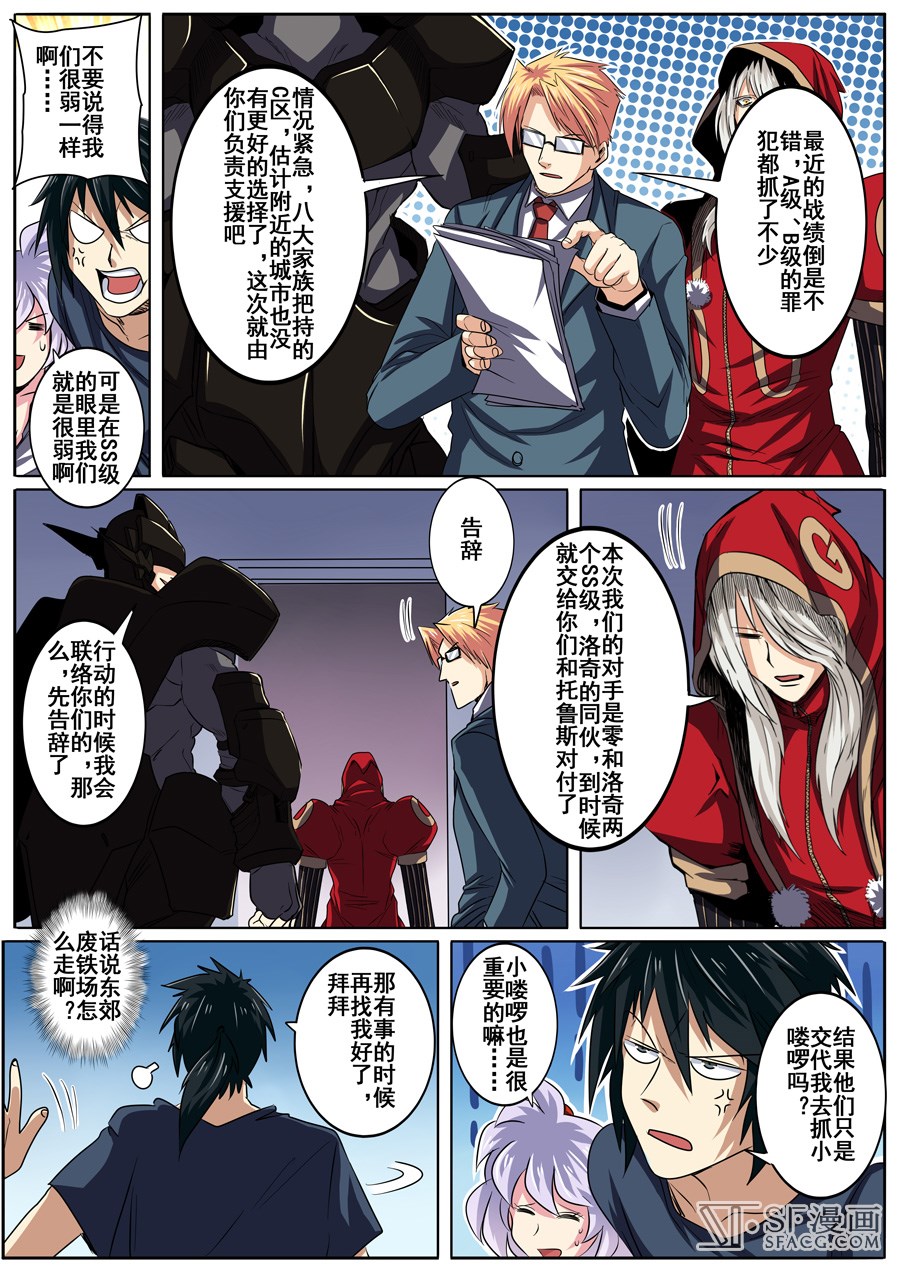 最近的战绩倒是不
错，A级、B级的罪
犯都抓了不少
情况紧急，八大家族把持的
C区，估计附近的城市也没
有更好的选择了，这次就由
你们负责支援吧
不要说得我
们很弱一样
啊……
可是在SS级
的眼里我们
就是很弱啊
本次我们的对手是零和洛奇两
个SS级，洛奇的同伙，到时候
就交给你们和托鲁斯对付了
告辞
行动的时候我会
联络你们的，那
么，先告辞了
结果他们只是
交代我去抓小
喽啰吗？
小喽啰也是很
重要的嘛……
那有事的时候
再找我好了，
拜拜
话说东郊
废铁场怎
么走啊？
G
SF漫画
SFACG.COM